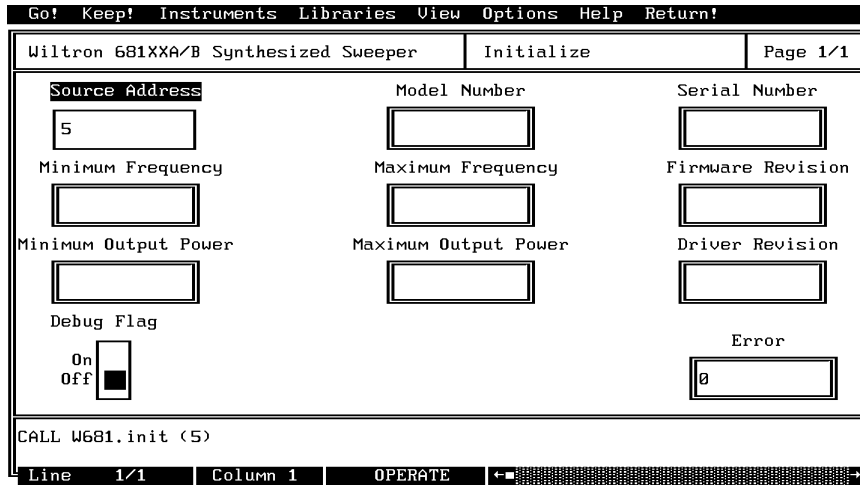 Go! Keep! Instruments Libraries View Options Help Return!
Wiltron 681XXA/B Synthesized Sweeper Initialize Page 1/1
Source Address Model Number Serial Number
5
Minimum Frequency Maximum Frequency Firmware Revision
Minimum Output Power Maximum Output Power Driver Revision
Debug Flag
Error
On
Off 0
CALL W681.init (5)
Line 1/1 Column 1 OPERATE